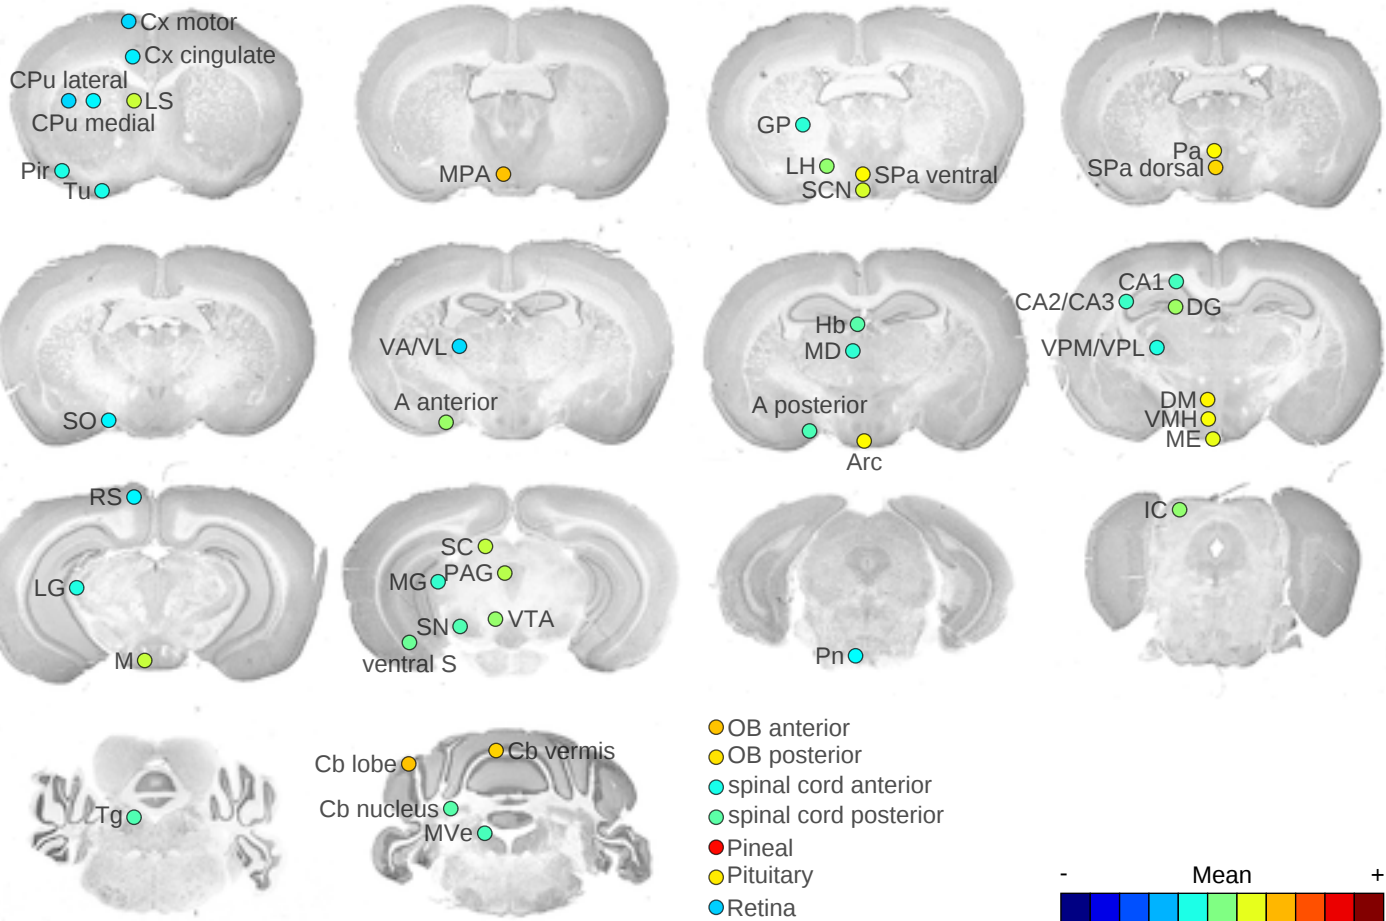 Cx motor
Cx cingulate
CPu lateral
LS
CPu medial
Pir
Tu
MPA
GP
LH
SPa ventral
SCN
Pa
SPa dorsal
SO
VA/VL
A anterior
Hb
MD
A posterior
Arc
CA1
CA2/CA3
DG
VPM/VPL
DM
VMH
ME
RS
LG
M
SC
MG
PAG
SN
VTA
ventral S
Pn
IC
Tg
Cb lobe
Cb vermis
Cb nucleus
MVe
OB anterior
OB posterior
spinal cord anterior
spinal cord posterior
Pineal
Pituitary
Retina
- Mean +